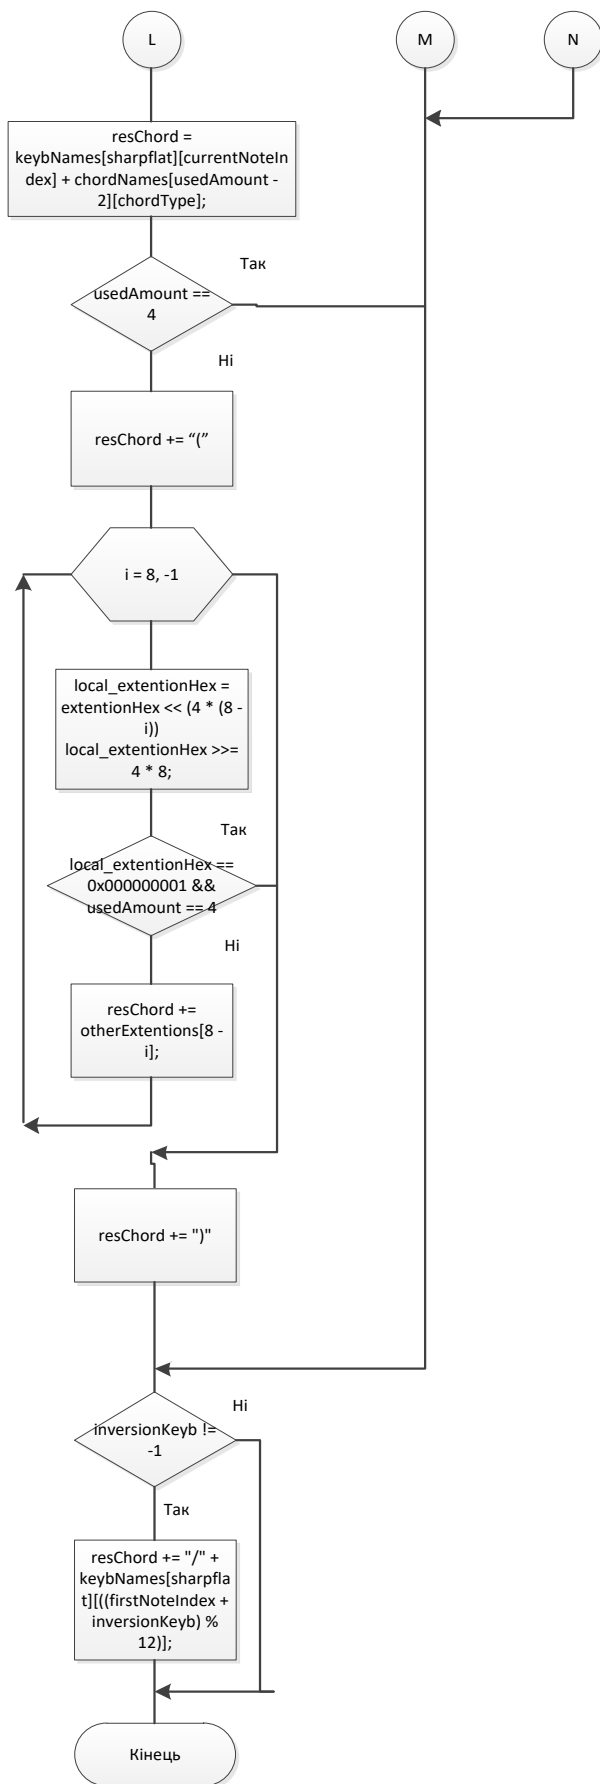 L
M
N
resChord =
keybNames[sharpflat][currentNoteIn
dex] + chordNames[usedAmount -
2][chordType];
Так
usedAmount ==
4
Ні
resChord += “(”
i = 8, -1
local_extentionHex =
extentionHex << (4 * (8 -
i))
local_extentionHex >>=
4 * 8;
Так
local_extentionHex ==
0x000000001 &&
usedAmount == 4
Ні
resChord +=
otherExtentions[8 -
i];
resChord += ")"
Ні
inversionKeyb !=
-1
Так
resChord += "/" +
keybNames[sharpfla
t][((firstNoteIndex +
inversionKeyb) %
12)];
Кінець